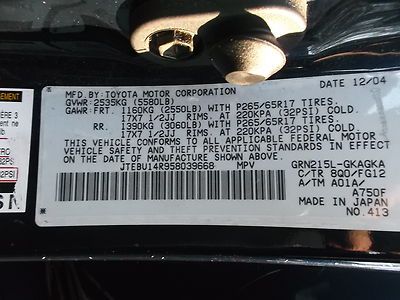 MFD.BY:TOYOTA MOTOR CORPORATION DATE 12/04
GVWR:2535KG (5580LB)
GAWR:FRT. 1160KG (2550LB) WITH P265/65R17 TIRES.
17X7 1/2JJ RIMS. AT 220KPA (32PSI) COLD.
RR. 1390KG (3060LB) WITH P265/65R17 TIRES.
17X7 1/2JJ RIMS. AT 220KPA (32PSI) COLD.
THIS VEHICLE CONFORMS TO ALL APPLICABLE FEDERAL MOTOR
VEHICLE SAFETY AND THEFT PREVENTION STANDARDS IN EFFECT
ON THE DATE OF MANUFACTURE SHOWN ABOVE.
JTEBU14R958039668 MPV GRN215L-GKAGKA
C/TR 8Q0/FG12
A/TM A01A/
A750F
MADE IN JAPAN
NO.413